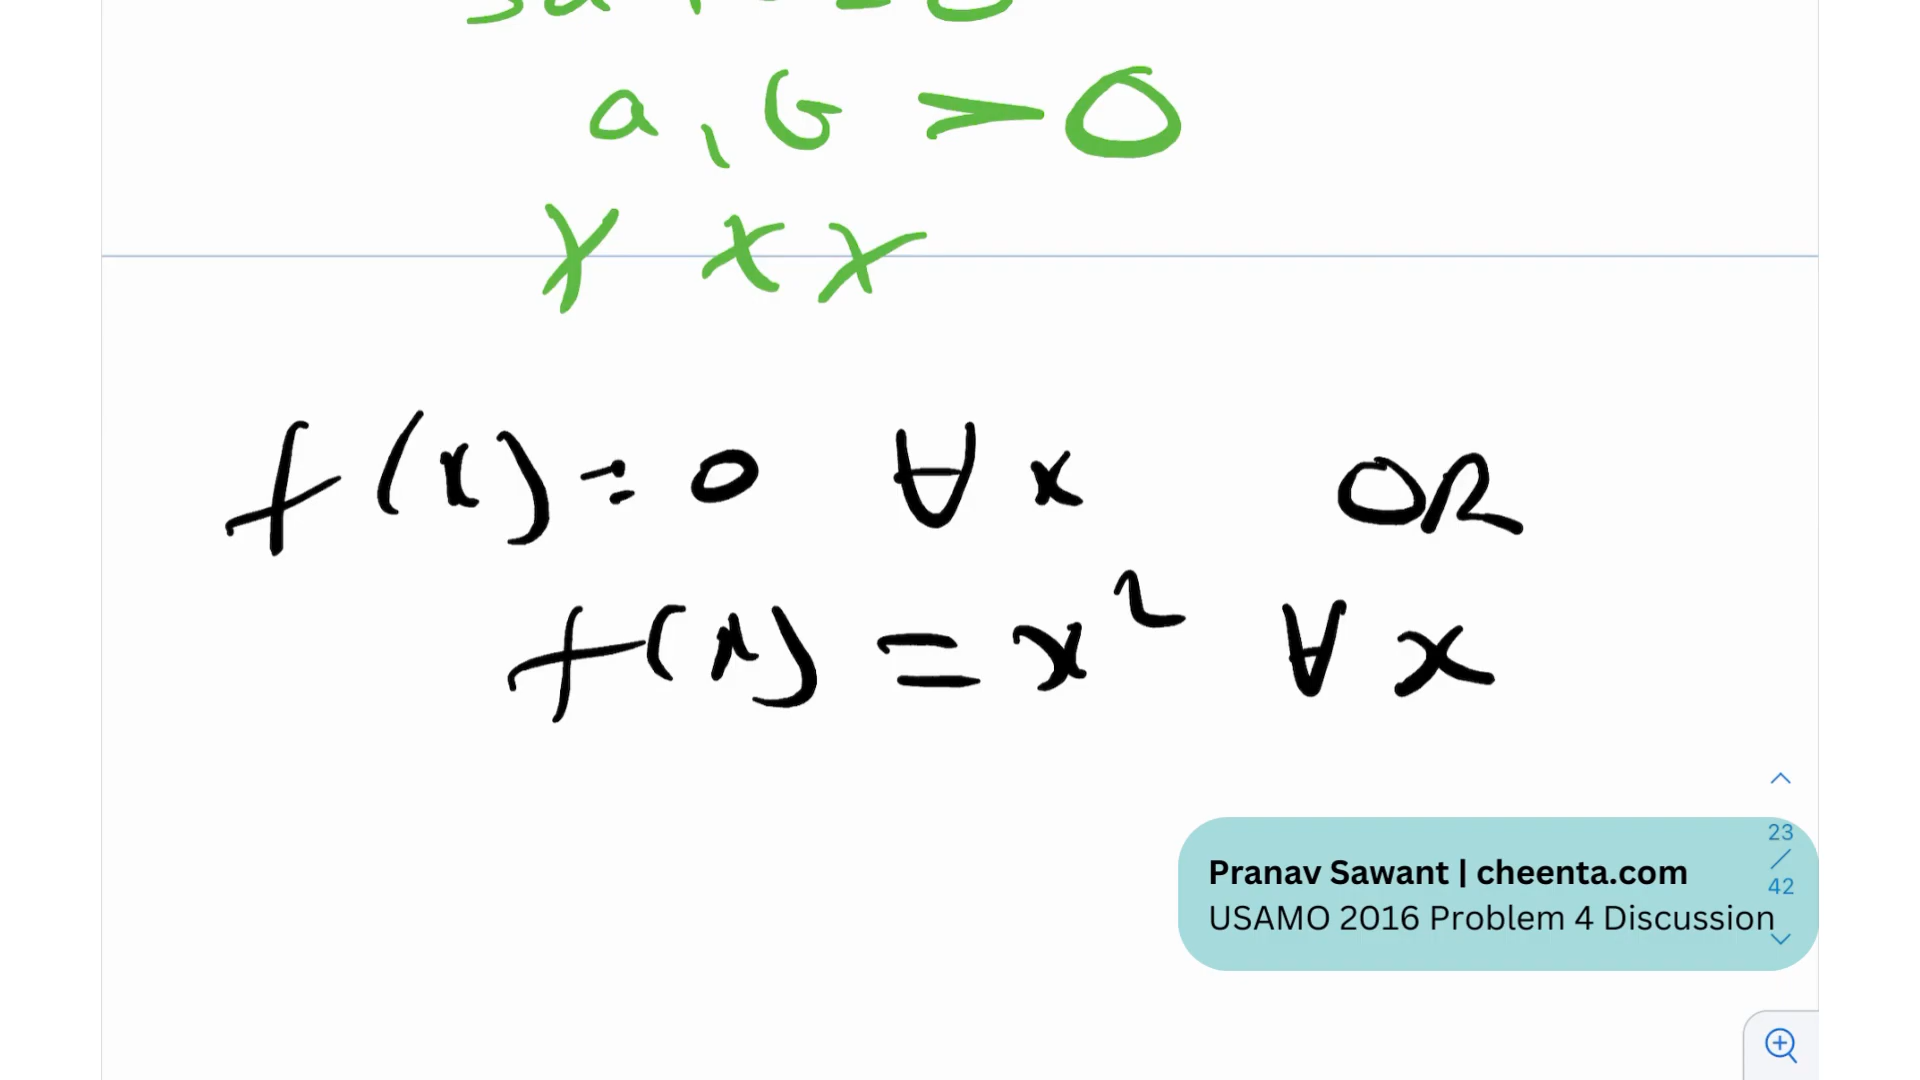 a, b > 0
x x x
f(x) = 0 ∀ x OR
f(x) = x² ∀ x
23
/
42
Pranav Sawant | cheenta.com
USAMO 2016 Problem 4 Discussion